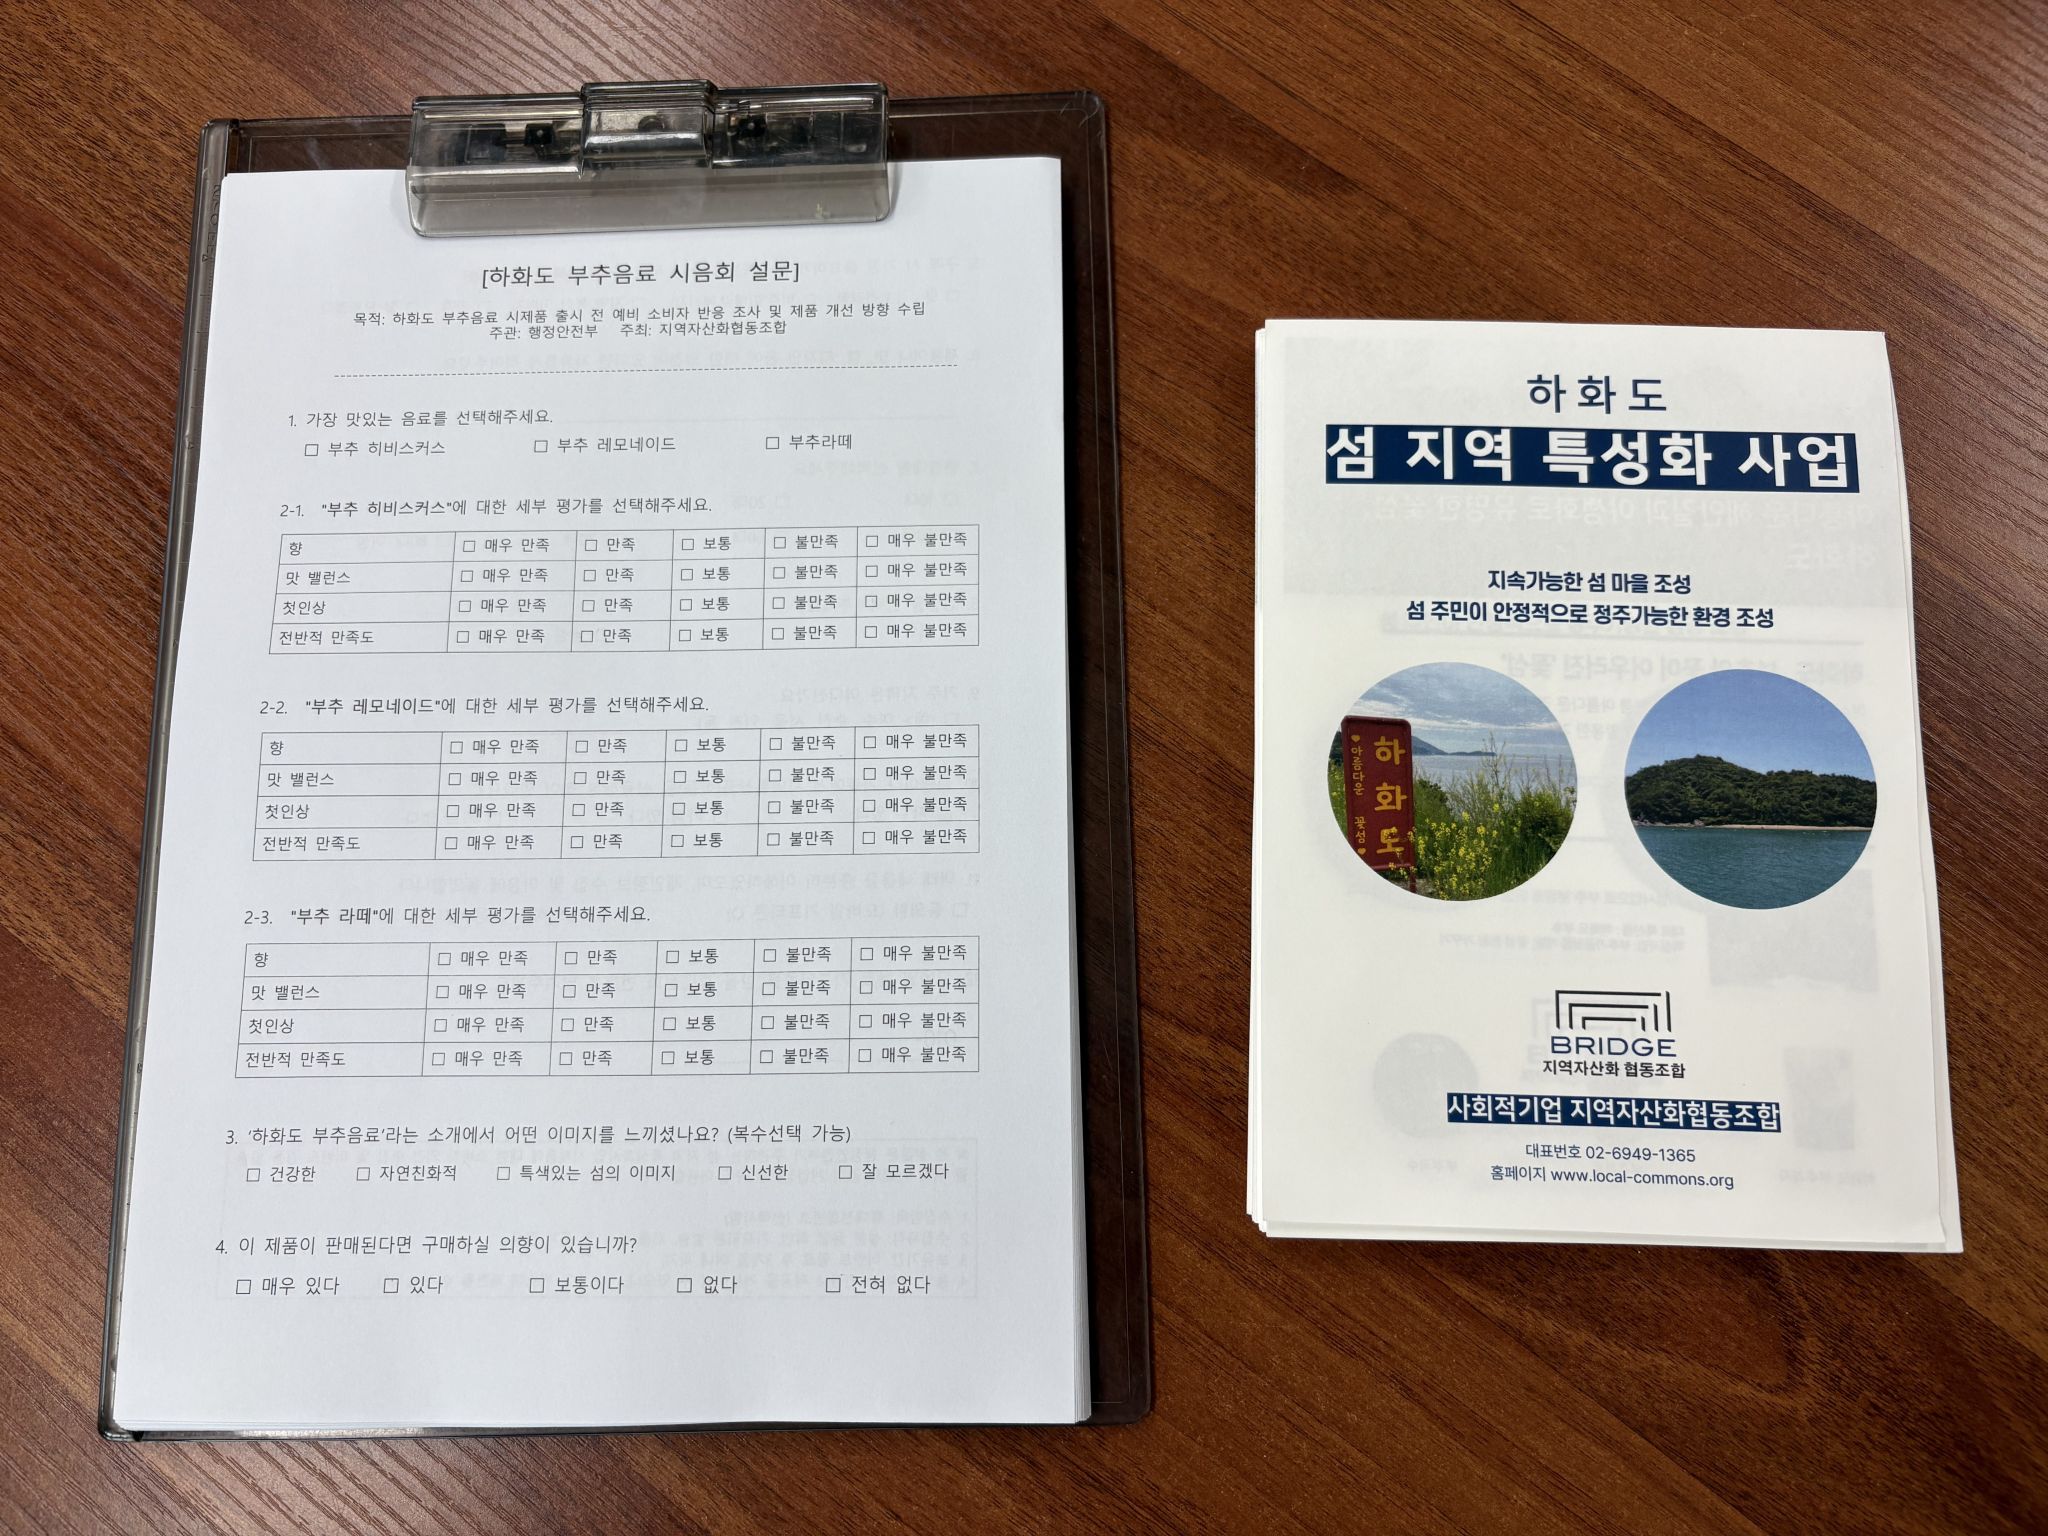 [하화도 부추음료 시음회 설문]
목적: 하화도 부추음료 시제품 출시 전 예비 소비자 반응 조사 및 제품 개선 방향 수립
주관: 행정안전부 주최: 지역자산화협동조합
1. 가장 맛있는 음료를 선택해주세요.
□ 부추 히비스커스 □ 부추 레모네이드 □ 부추라떼
2-1. "부추 히비스커스"에 대한 세부 평가를 선택해주세요.
향 □ 매우 만족 □ 만족 □ 보통 □ 불만족 □ 매우 불만족
맛 밸런스 □ 매우 만족 □ 만족 □ 보통 □ 불만족 □ 매우 불만족
첫인상 □ 매우 만족 □ 만족 □ 보통 □ 불만족 □ 매우 불만족
전반적 만족도 □ 매우 만족 □ 만족 □ 보통 □ 불만족 □ 매우 불만족
2-2. "부추 레모네이드"에 대한 세부 평가를 선택해주세요.
향 □ 매우 만족 □ 만족 □ 보통 □ 불만족 □ 매우 불만족
맛 밸런스 □ 매우 만족 □ 만족 □ 보통 □ 불만족 □ 매우 불만족
첫인상 □ 매우 만족 □ 만족 □ 보통 □ 불만족 □ 매우 불만족
전반적 만족도 □ 매우 만족 □ 만족 □ 보통 □ 불만족 □ 매우 불만족
2-3. "부추 라떼"에 대한 세부 평가를 선택해주세요.
향 □ 매우 만족 □ 만족 □ 보통 □ 불만족 □ 매우 불만족
맛 밸런스 □ 매우 만족 □ 만족 □ 보통 □ 불만족 □ 매우 불만족
첫인상 □ 매우 만족 □ 만족 □ 보통 □ 불만족 □ 매우 불만족
전반적 만족도 □ 매우 만족 □ 만족 □ 보통 □ 불만족 □ 매우 불만족
3. '하화도 부추음료'라는 소개에서 어떤 이미지를 느끼셨나요? (복수선택 가능)
□ 건강한 □ 자연친화적 □ 특색있는 섬의 이미지 □ 신선한 □ 잘 모르겠다
4. 이 제품이 판매된다면 구매하실 의향이 있습니까?
□ 매우 있다 □ 있다 □ 보통이다 □ 없다 □ 전혀 없다
하화도
섬 지역 특성화 사업
지속가능한 섬 마을 조성
섬 주민이 안정적으로 정주가능한 환경 조성
하화도
♥아름다운 꽃섬♥
BRIDGE
지역자산화 협동조합
사회적기업 지역자산화협동조합
대표번호 02-6949-1365
홈페이지 www.local-commons.org